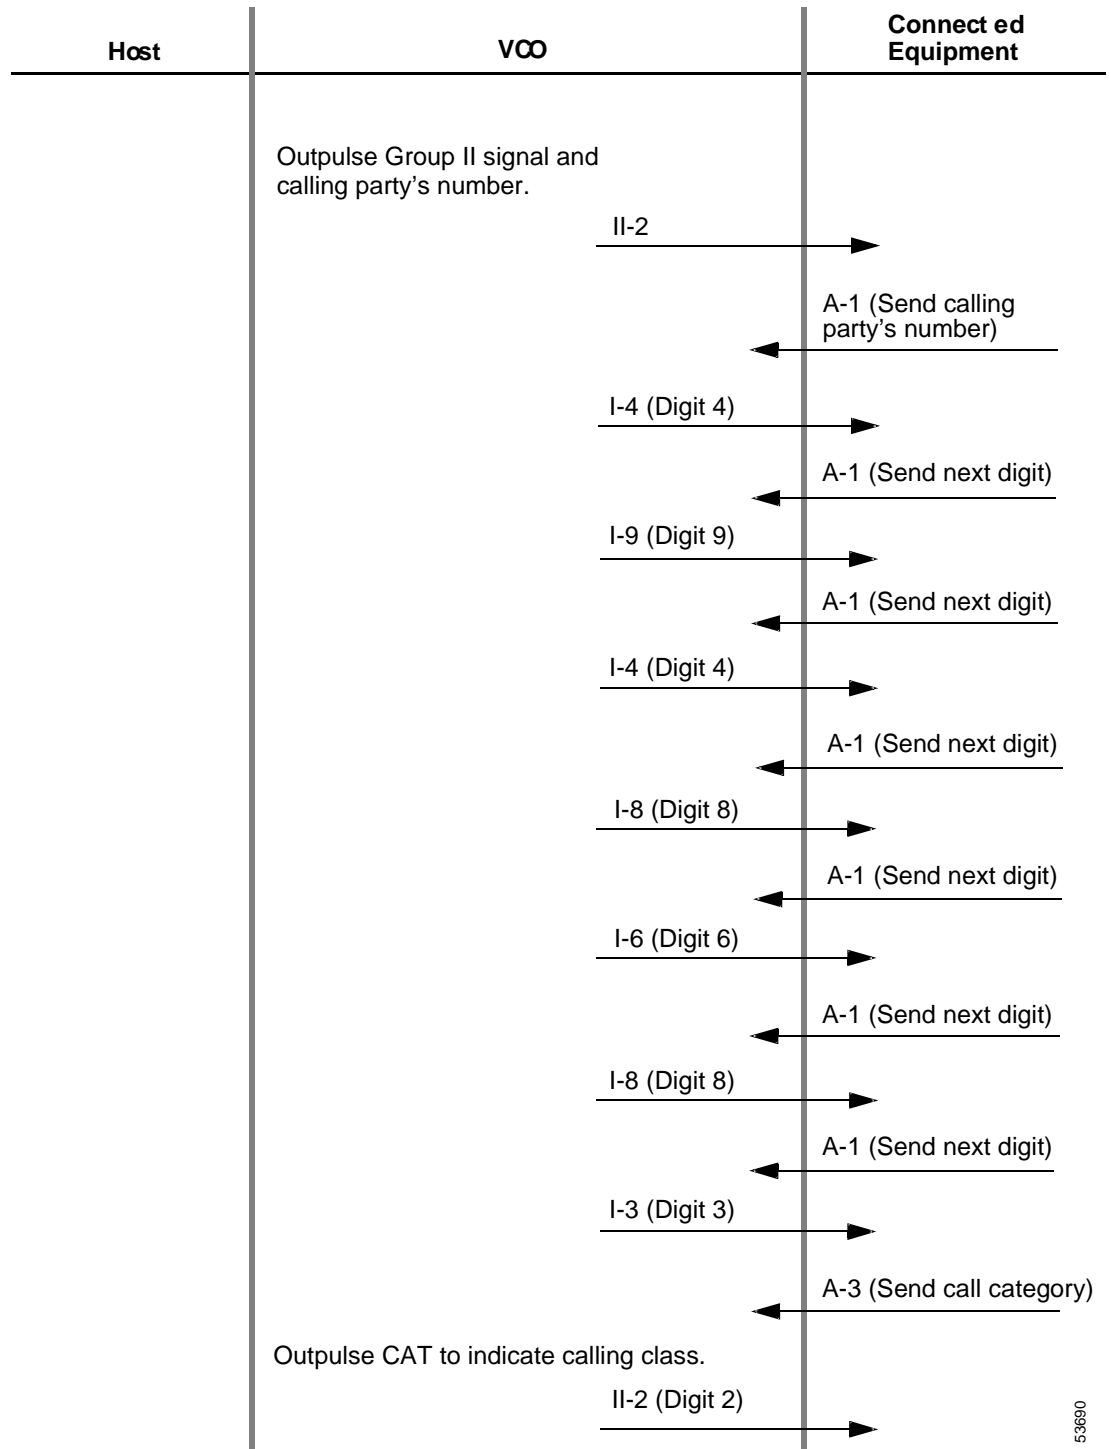 Host
VCO
Connected
Equipment
Outpulse Group II signal and
calling party's number.
II-2
A-1 (Send calling
party's number)
I-4 (Digit 4)
A-1 (Send next digit)
I-9 (Digit 9)
A-1 (Send next digit)
I-4 (Digit 4)
A-1 (Send next digit)
I-8 (Digit 8)
A-1 (Send next digit)
I-6 (Digit 6)
A-1 (Send next digit)
I-8 (Digit 8)
A-1 (Send next digit)
I-3 (Digit 3)
A-3 (Send call category)
Outpulse CAT to indicate calling class.
II-2 (Digit 2)
53690